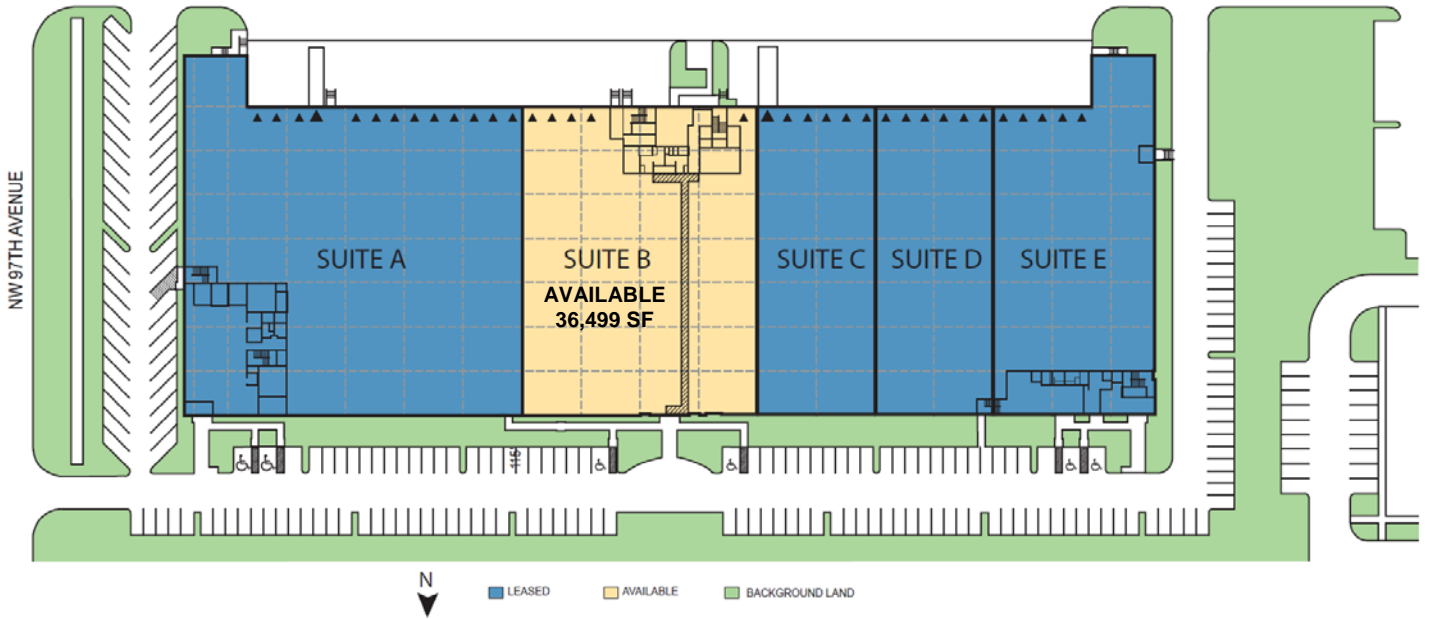 NW 97TH AVENUE
SUITE A
SUITE B
AVAILABLE
36,499 SF
SUITE C
SUITE D
SUITE E
115
N
LEASED
AVAILABLE
BACKGROUND LAND